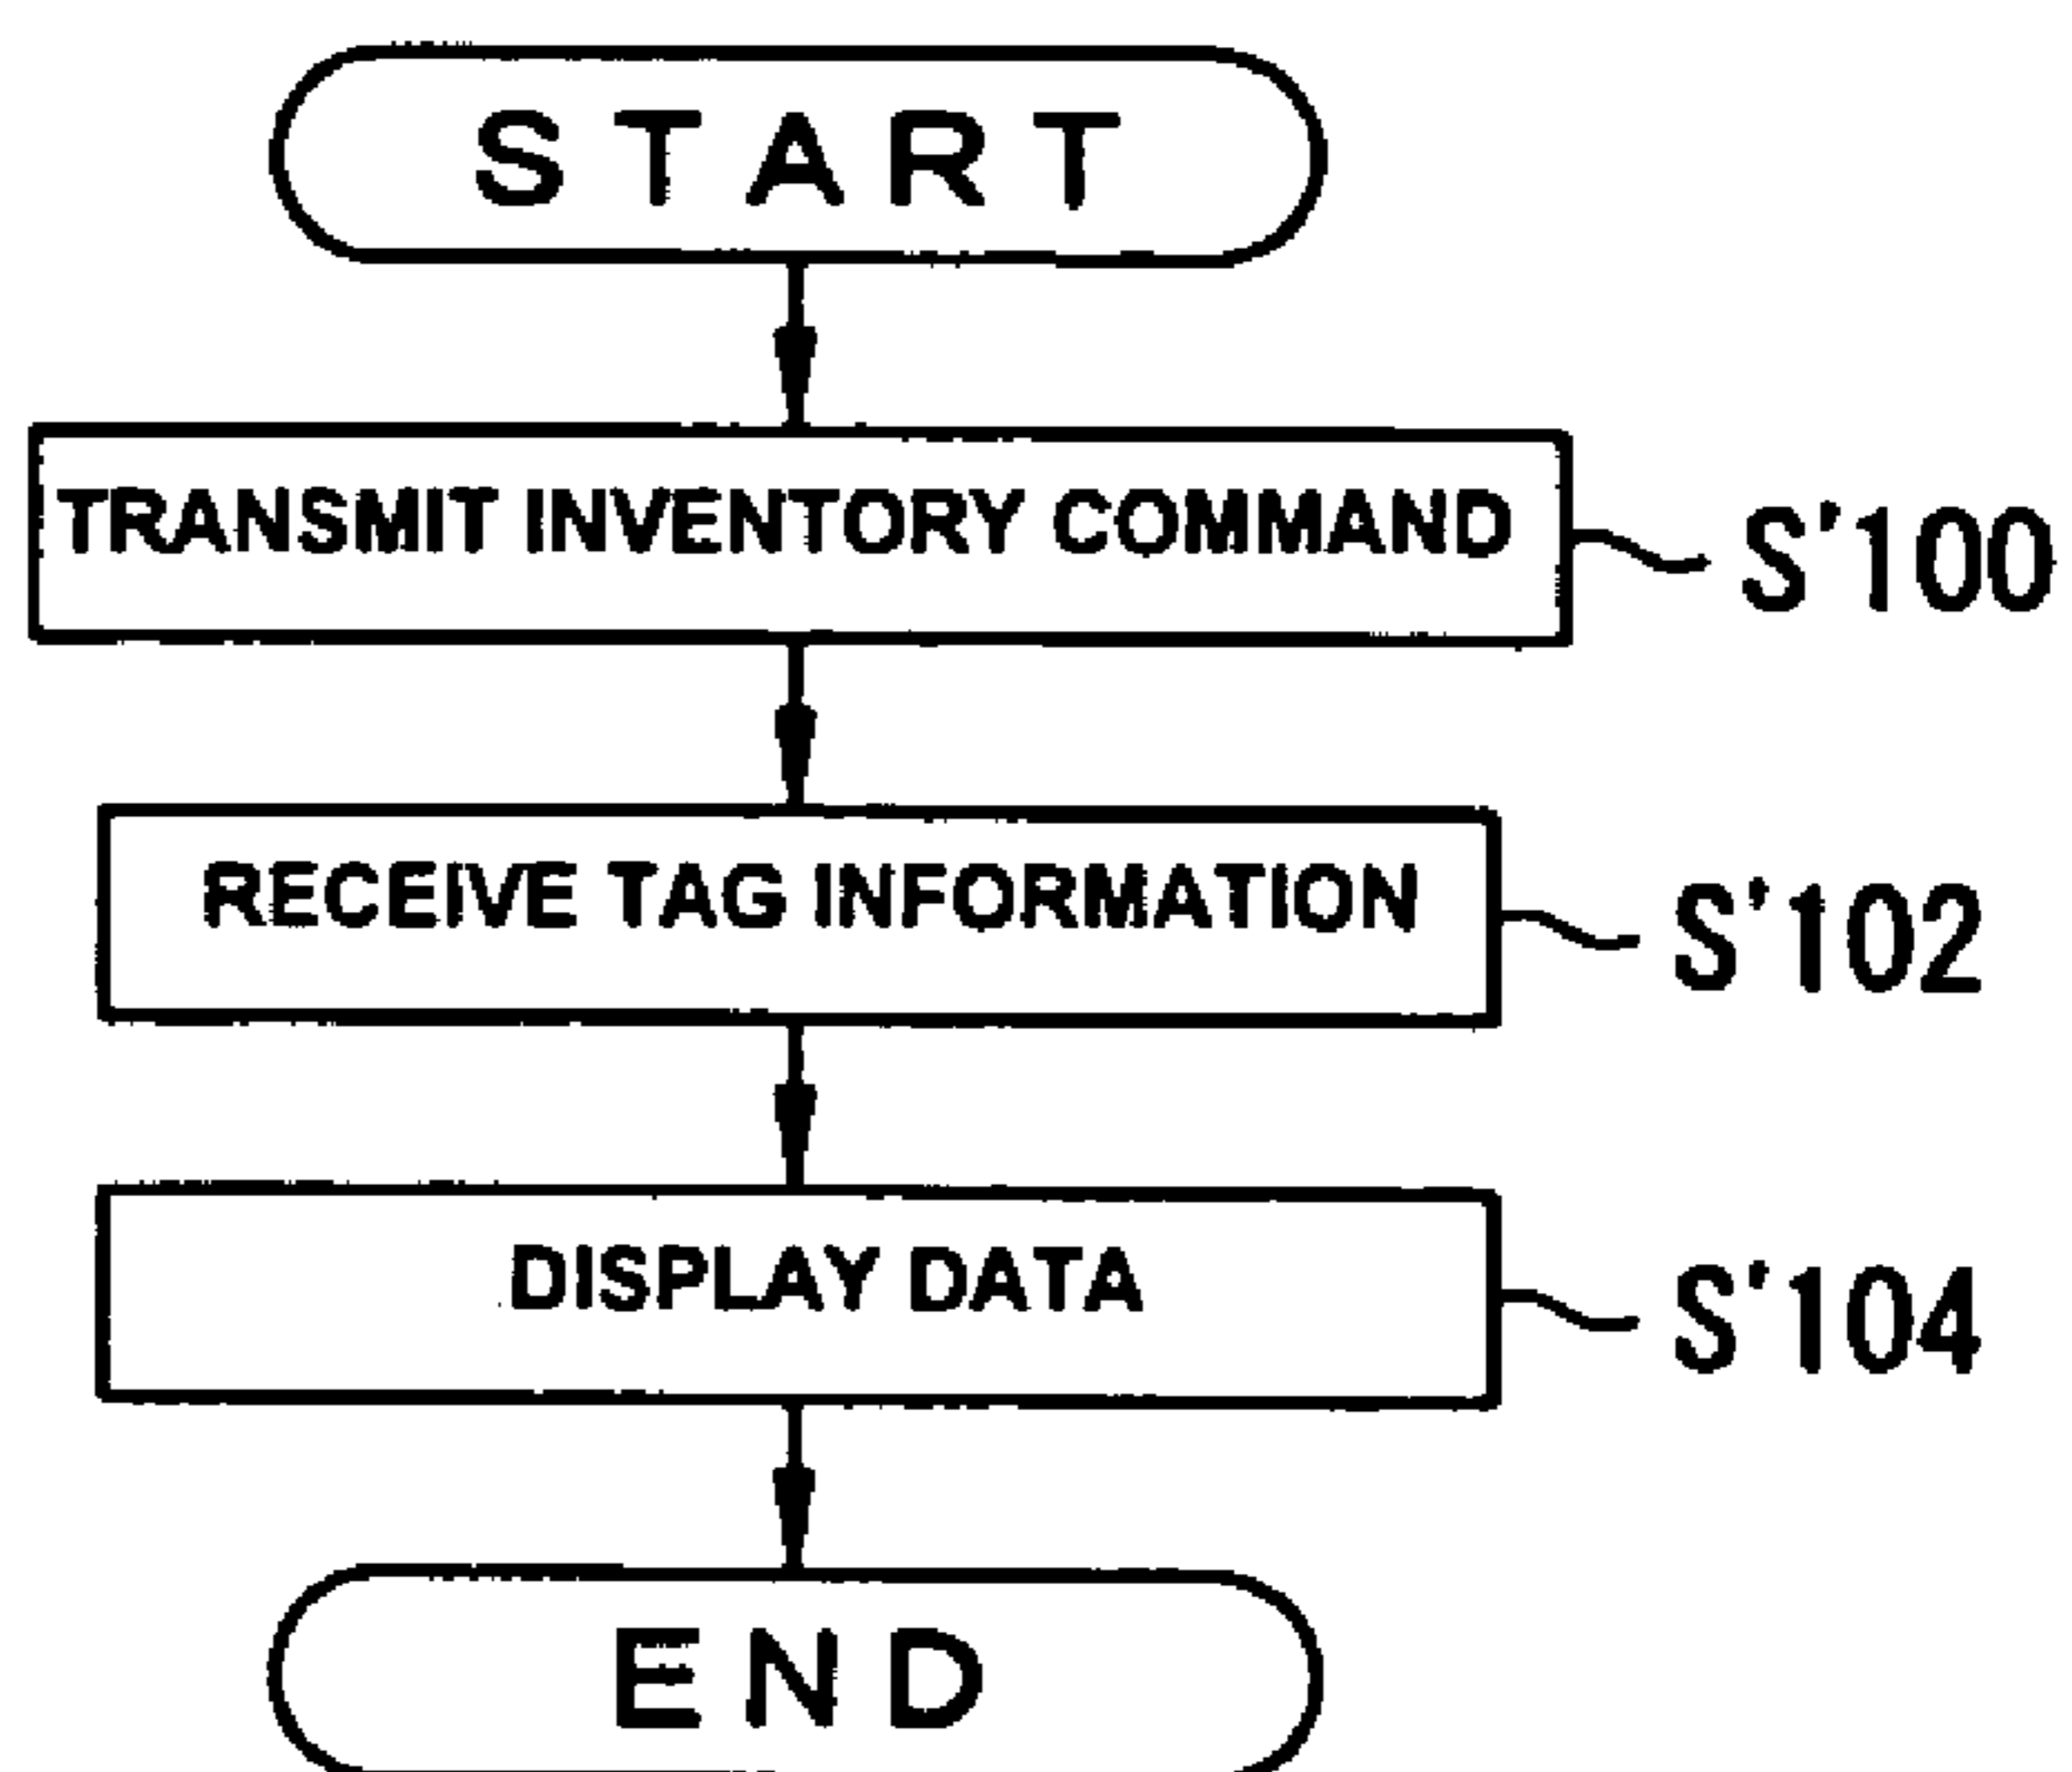 START
TRANSMIT INVENTORY COMMAND
S'100
RECEIVE TAG INFORMATION
S'102
DISPLAY DATA
S'104
END